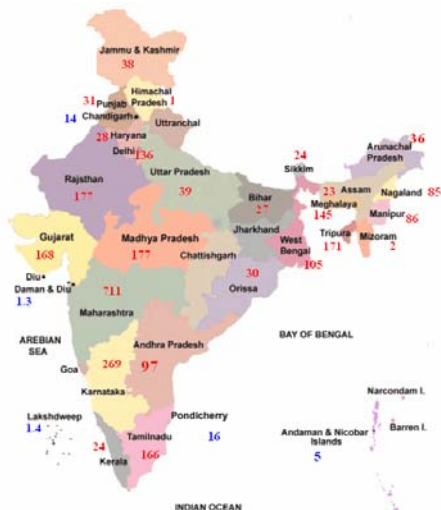 Jammu & Kashmir
38
Himachal
Pradesh
1
31
Punjab
14
Chandigarh
Uttranchal
28
Haryana
Delhi
136
Rajsthan
177
Uttar Pradesh
39
24
Sikkim
36
Arunachal
Pradesh
23
Assam
Nagaland
85
Meghalaya
145
Manipur
86
Bihar
27
Tripura
171
Mizoram
2
Gujarat
168
Madhya Pradesh
177
Jharkhand
West
Bengal
105
Chattishgarh
30
Orissa
Diu
Daman & Diu
1.3
711
Maharashtra
BAY OF BENGAL
AREBIAN
SEA
Andhra Pradesh
97
Goa
269
Karnataka
Narcondam I.
Lakshdweep
1.4
Pondicherry
16
Barren I.
Andaman & Nicobar
Islands
5
24
Kerala
Tamilnadu
166
INDIAN OCEAN